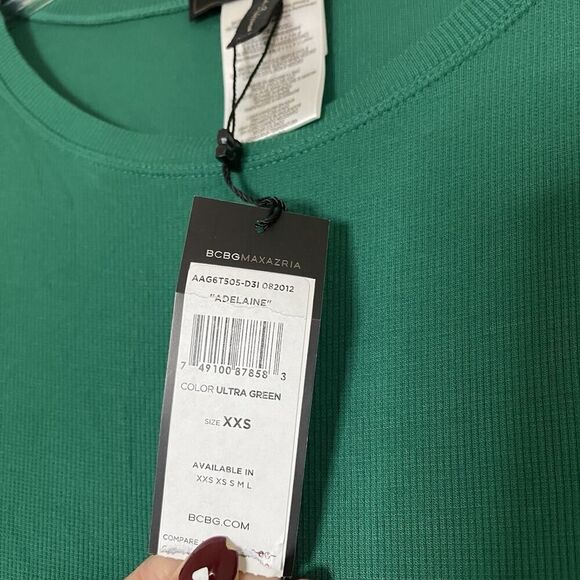 BCBGMAXAZRIA
AAG6T505-D3I 082012
"ADELAINE"
7 49100 87858 3
COLOR ULTRA GREEN
SIZE XXS
AVAILABLE IN
XXS XS S M L
BCBG.COM
COMPARE